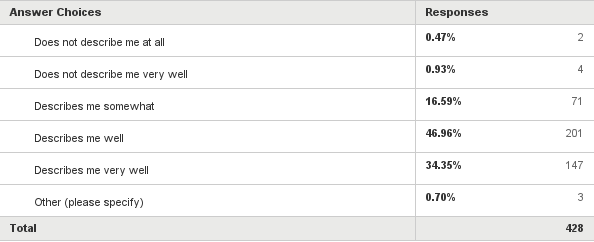 Answer Choices Responses
Does not describe me at all 0.47% 2
Does not describe me very well 0.93% 4
Describes me somewhat 16.59% 71
Describes me well 46.96% 201
Describes me very well 34.35% 147
Other (please specify) 0.70% 3
Total 428